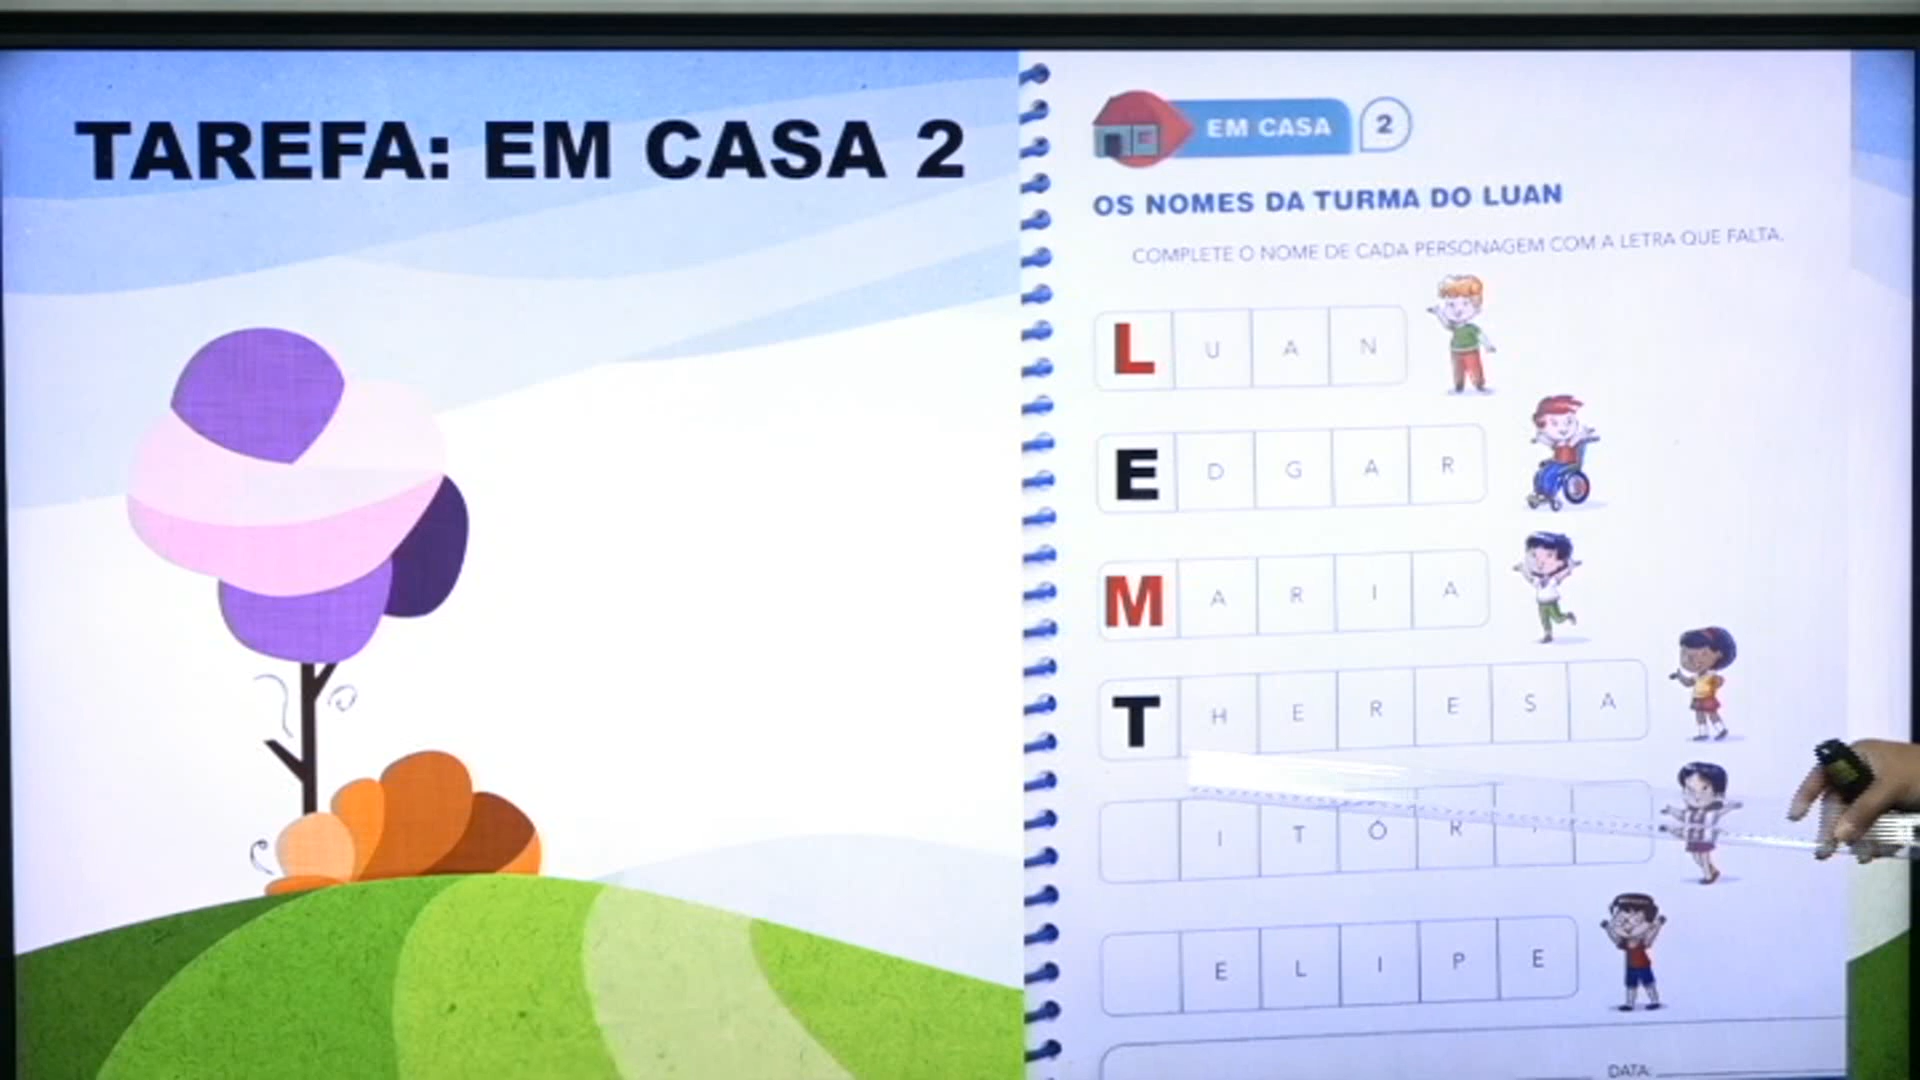 TAREFA: EM CASA 2
EM CASA 2
OS NOMES DA TURMA DO LUAN
COMPLETE O NOME DE CADA PERSONAGEM COM A LETRA QUE FALTA.
L U A N
E D G A R
M A R I A
T H E R E S A
I T Ó R
E L I P E
DATA: